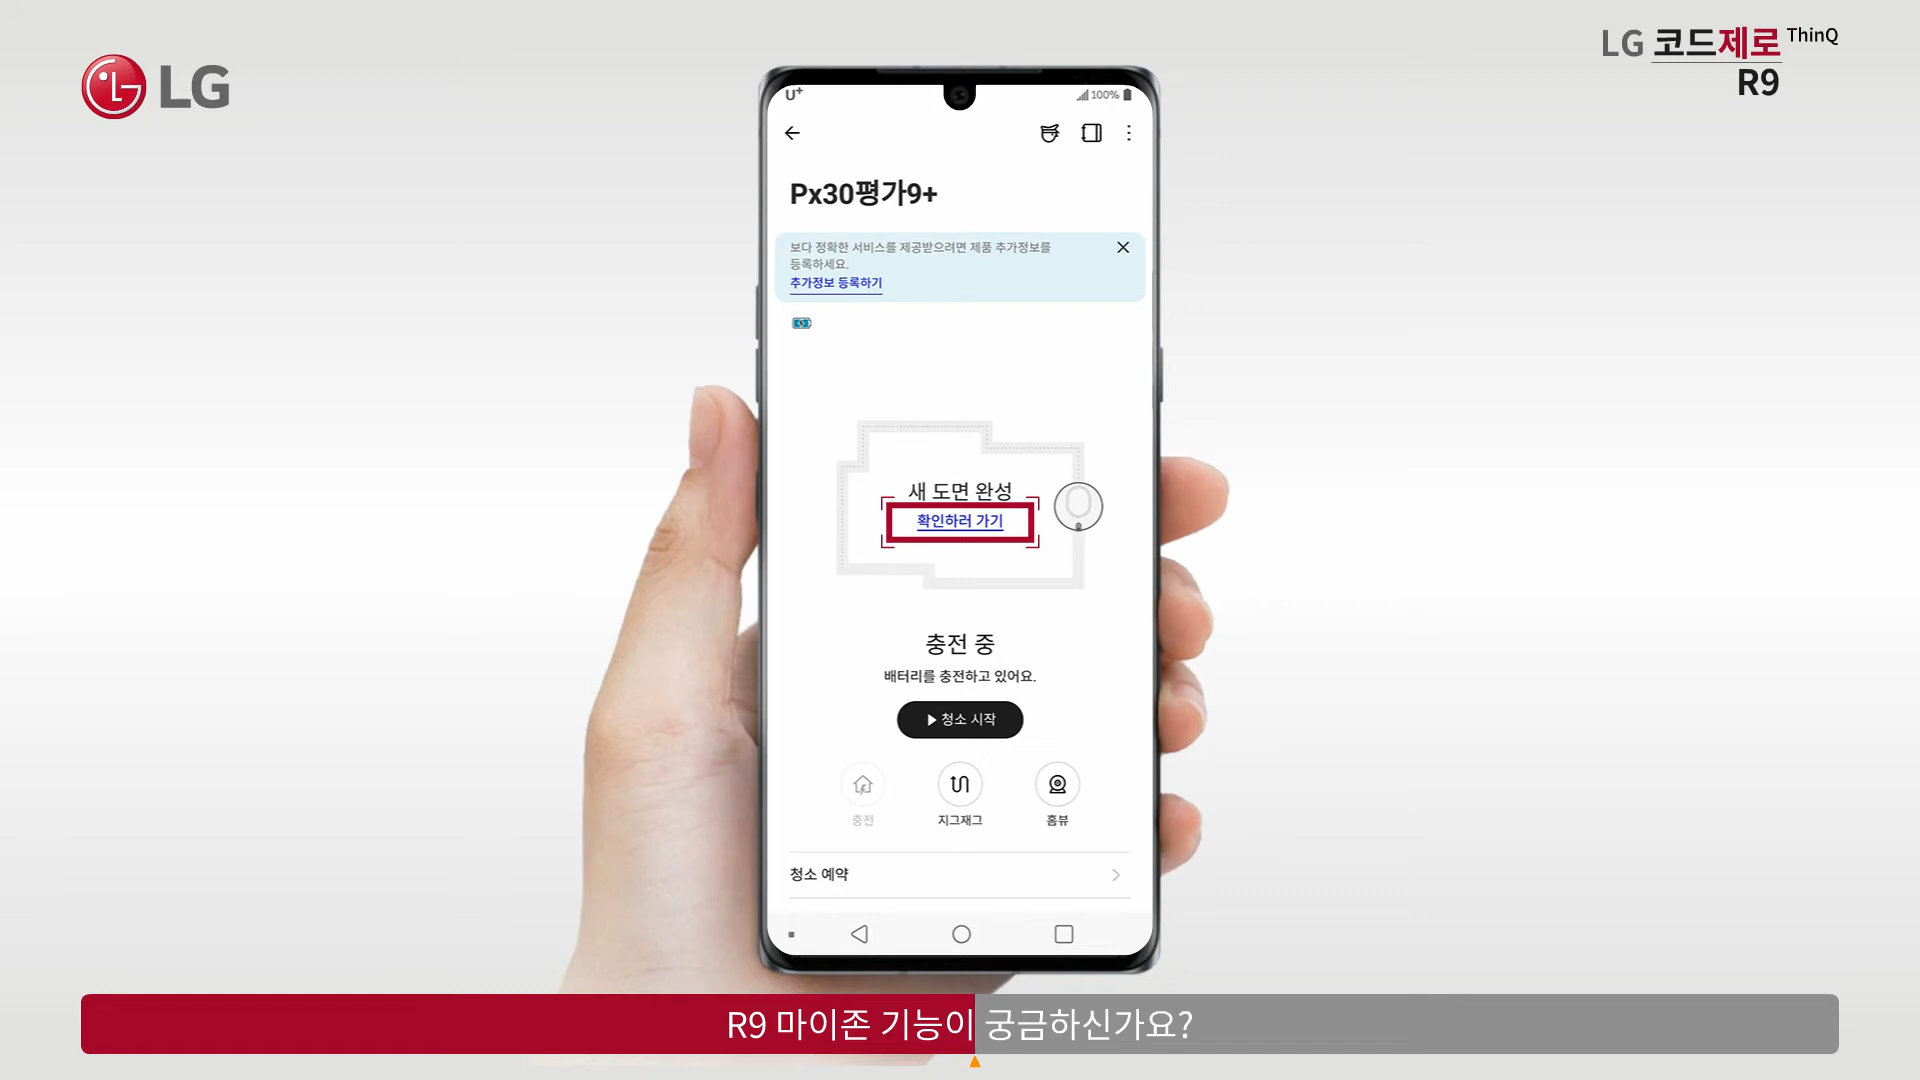 LG
LG 코드제로 ThinQ
R9
U+
100%
Px30평가9+
보다 정확한 서비스를 제공받으려면 제품 추가정보를
등록하세요.
추가정보 등록하기
새 도면 완성
확인하러 가기
충전 중
배터리를 충전하고 있어요.
청소 시작
충전
지그재그
홈뷰
청소 예약
R9 마이존 기능이 궁금하신가요?